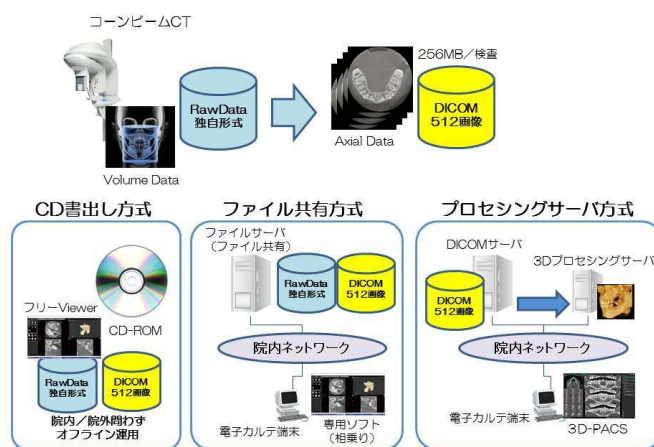 コーンビームCT
RawData
独自形式
Volume Data
256MB/検査
DICOM
512画像
Axial Data
CD書出し方式
フリーViewer
CD-ROM
RawData
独自形式
DICOM
512画像
院内/院外問わず
オフライン運用
ファイル共有方式
ファイルサーバ
(ファイル共有)
RawData
独自形式
DICOM
512画像
院内ネットワーク
電子カルテ端末
専用ソフト
(相乗り)
プロセシングサーバ方式
DICOMサーバ
3Dプロセシングサーバ
DICOM
512画像
院内ネットワーク
電子カルテ端末
3D-PACS